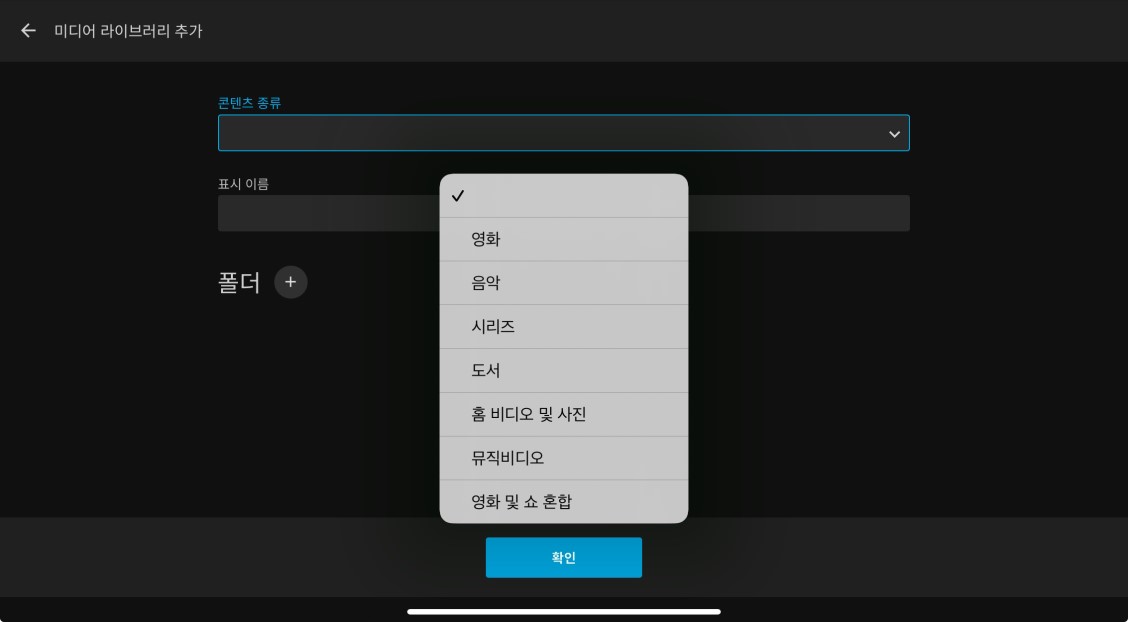 미디어 라이브러리 추가
콘텐츠 종류
표시 이름
폴더
영화
음악
시리즈
도서
홈 비디오 및 사진
뮤직비디오
영화 및 쇼 혼합
확인